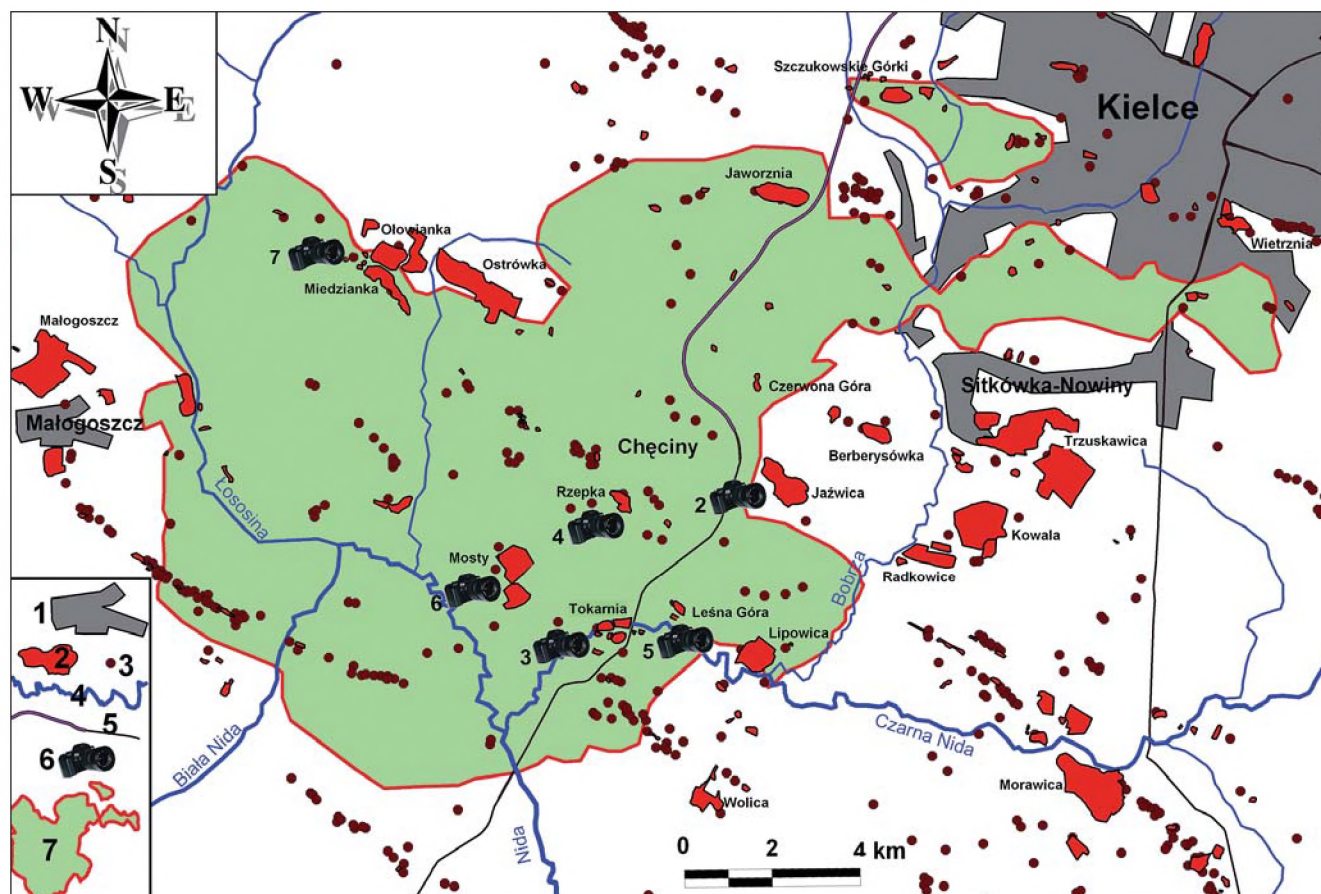 N
N
W
W
E
E
S
S
Szczukowskie Górki
Kielce
Jaworznia
Ołowianka
7
Ostrówka
Wietrznia
Miedzianka
Małogoszcz
Czerwona Góra
Sitkówka-Nowiny
Małogoszcz
Chęciny
Trzuskawica
Berberysówka
Rzepka
2
Jaźwica
Łososina
4
Kowala
Mosty
Radkowice
Bobrza
6
Tokarnia
Leśna Góra
Lipowica
3
5
Czarna Nida
Biała Nida
Morawica
Wolica
Nida
0 2 4 km
1
2
3
4
5
6
7